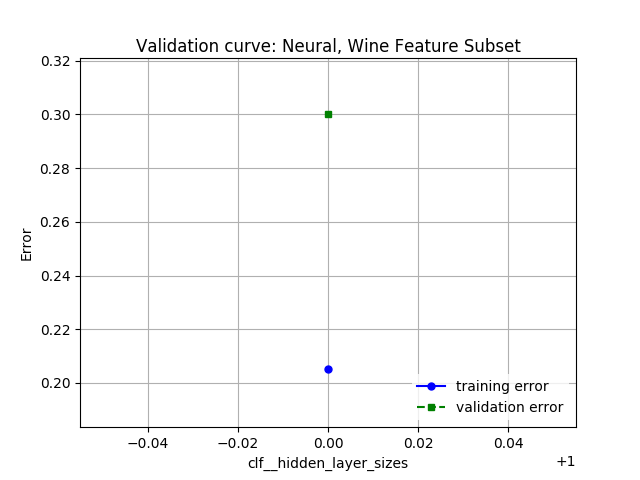 Validation curve: Neural, Wine Feature Subset
0.32
0.30
0.28
0.26
0.24
0.22
0.20
Error
training error
validation error
−0.04 −0.02 0.00 0.02 0.04
clf__hidden_layer_sizes
+1